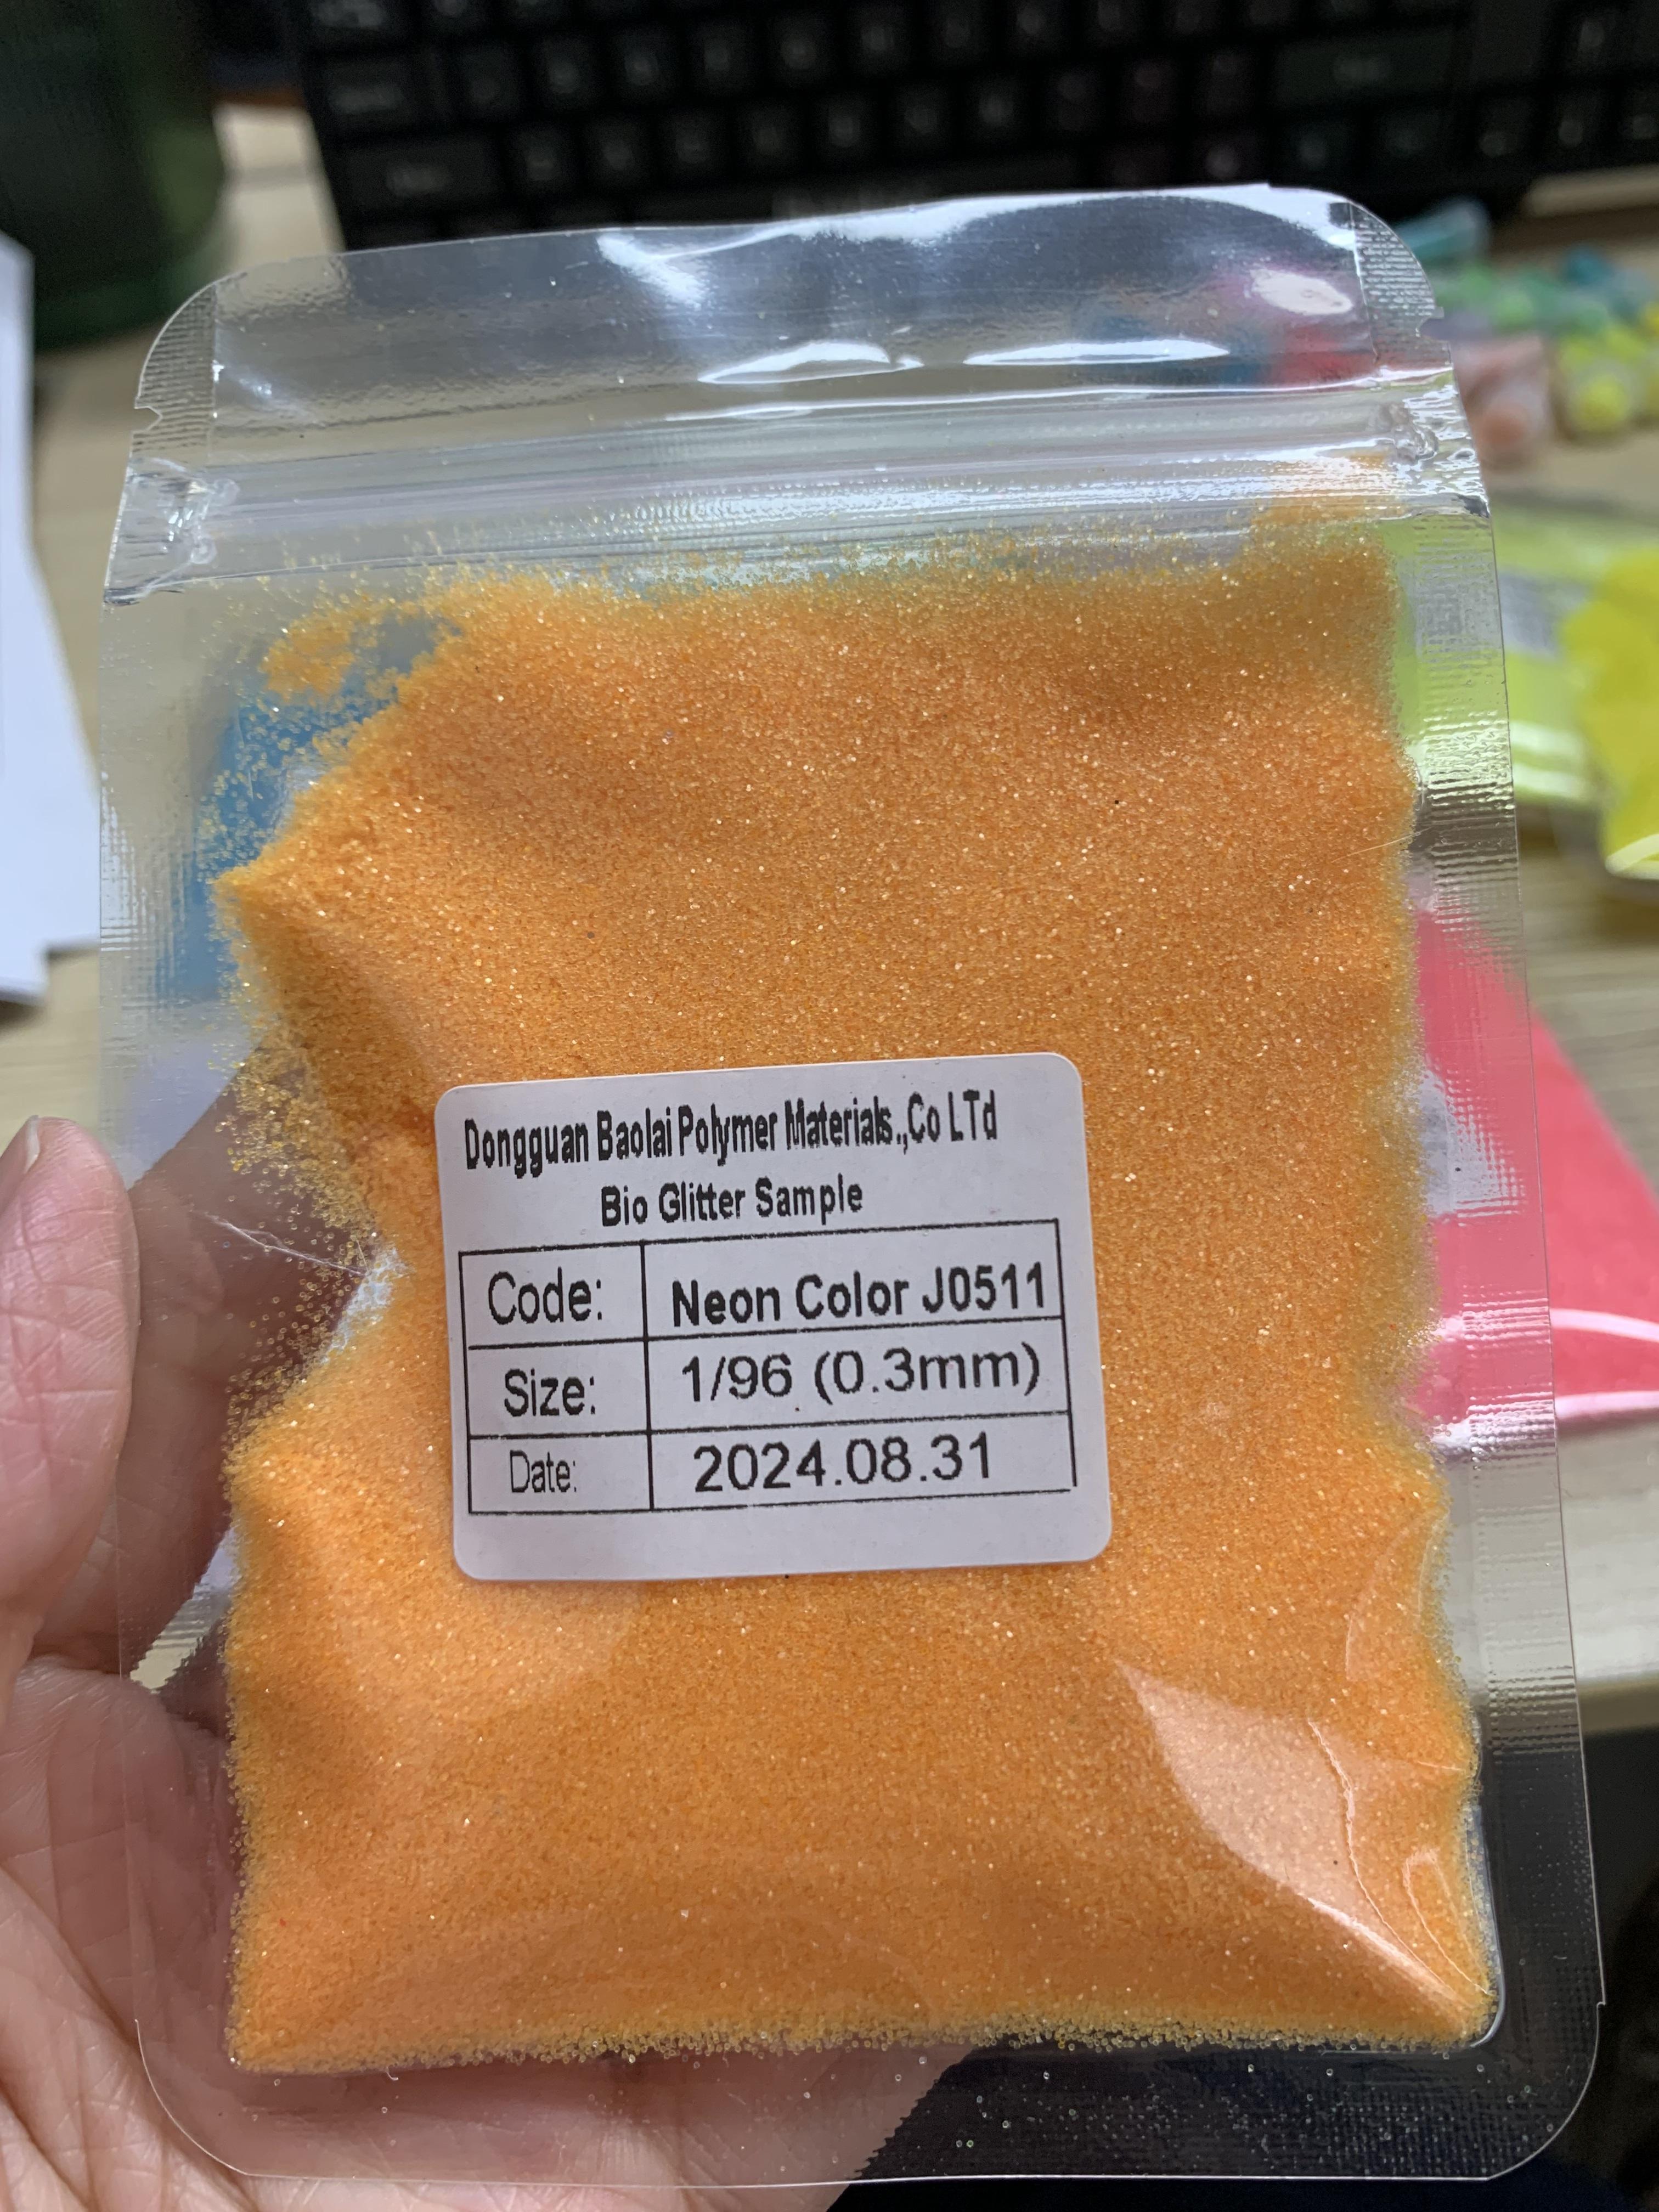 Dongguan Baolai Polymer Materials.,Co LTd
Bio Glitter Sample
Code: Neon Color J0511
Size: 1/96 (0.3mm)
Date: 2024.08.31